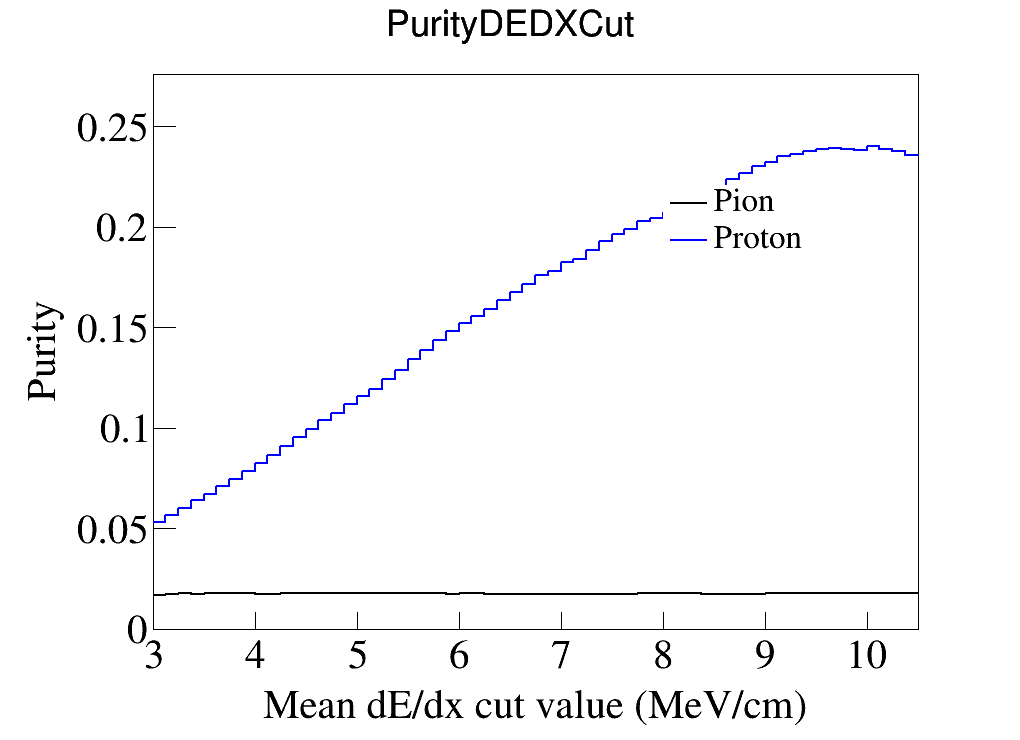 PurityDEDXCut
0.25
0.2
0.15
0.1
0.05
0
Purity
Pion
Proton
3 4 5 6 7 8 9 10
Mean dE/dx cut value (MeV/cm)